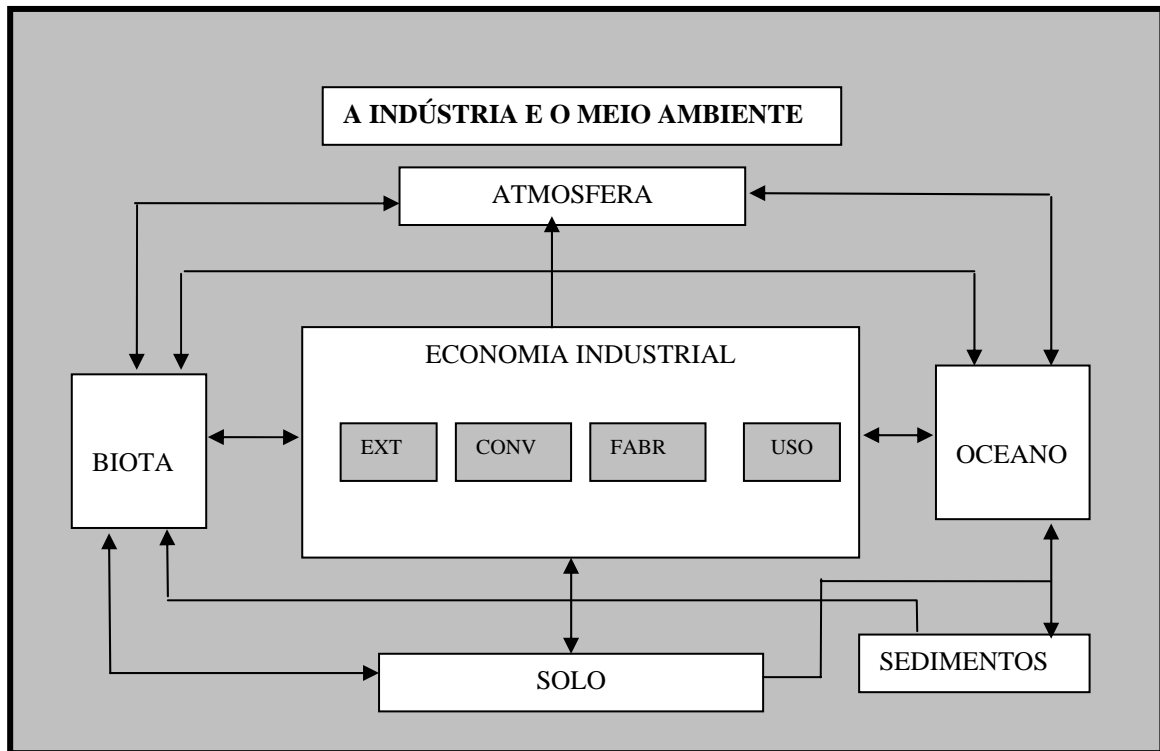 A INDÚSTRIA E O MEIO AMBIENTE
ATMOSFERA
ECONOMIA INDUSTRIAL
EXT
CONV
FABR
USO
BIOTA
OCEANO
SEDIMENTOS
SOLO